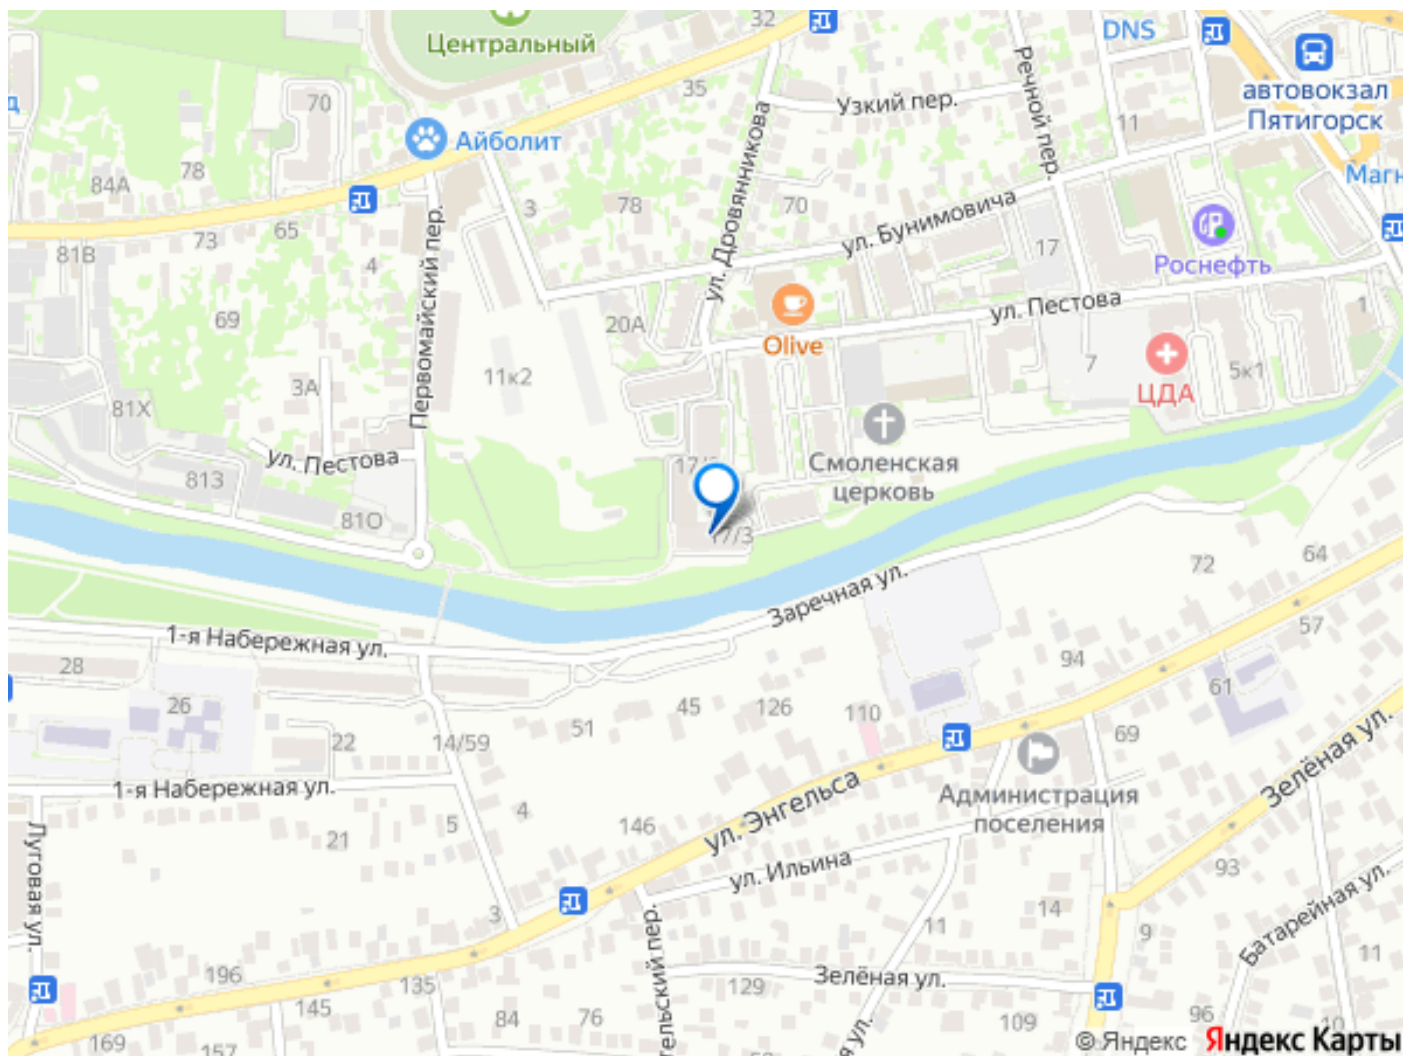 Центральный
32
DNS
автовокзал
Пятигорск
Речной пер.
35
Узкий пер.
70
11
Айболит
78
84А
Магн
ул. Дровянникова
3
78
70
ул. Бунимовича
73
65
81В
4
17
Роснефть
Первомайский пер.
69
20А
ул. Пестова
1
Olive
7
5к1
11к2
3А
ЦДА
81Х
ул. Пестова
813
Смоленская
церковь
81О
17/3
72
64
Заречная ул.
1-я Набережная ул.
57
28
94
61
26
45
126
110
51
69
22
14/59
Зелёная ул.
1-я Набережная ул.
Администрация
поселения
4
5
146
ул. Энгельса
21
Луговая ул.
ул. Ильина
93
Батарейная ул.
3
11
14
9
11
196
135
Зелёная ул.
129
145
84
76
109
96
169
157
© Яндекс Яндекс Карты